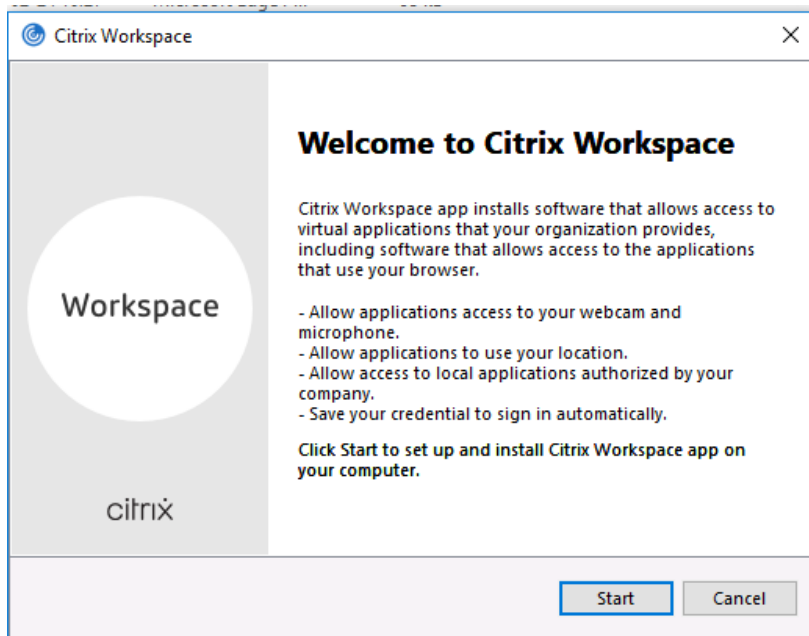 Citrix Workspace
Welcome to Citrix Workspace
Citrix Workspace app installs software that allows access to
virtual applications that your organization provides,
including software that allows access to the applications
that use your browser.
- Allow applications access to your webcam and
microphone.
- Allow applications to use your location.
- Allow access to local applications authorized by your
company.
- Save your credential to sign in automatically.
Click Start to set up and install Citrix Workspace app on
your computer.
Workspace
citrix
Start
Cancel